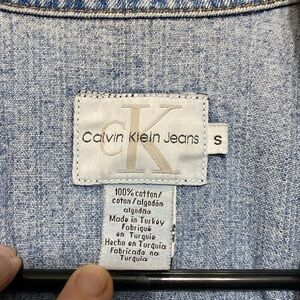 cK
Calvin Klein Jeans
S
100% cotton/
coton/algodón
algodão
Made in Turkey
Fabriqué
en Turquie
Hecho en Turquía
Fabricado na
Turquia